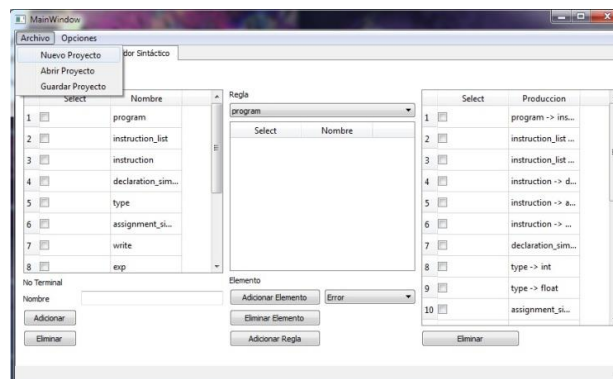 MainWindow
Archivo Opciones
Nuevo Proyecto
Abrir Proyecto
Guardar Proyecto
dor Sintáctico
Select Nombre
1 program
2 instruction_list
3 instruction
4 declaration_sim...
5 type
6 assignment_si...
7 write
8 exp
No Terminal
Nombre
Adicionar
Eliminar
Regla
program
Select Nombre
Elemento
Adicionar Elemento Error
Eliminar Elemento
Adicionar Regla
Select Produccion
1 program -> ins...
2 instruction_list ...
3 instruction_list ...
4 instruction -> d...
5 instruction -> a...
6 instruction -> ...
7 declaration_sim...
8 type -> int
9 type -> float
10 assignment_si...
Eliminar